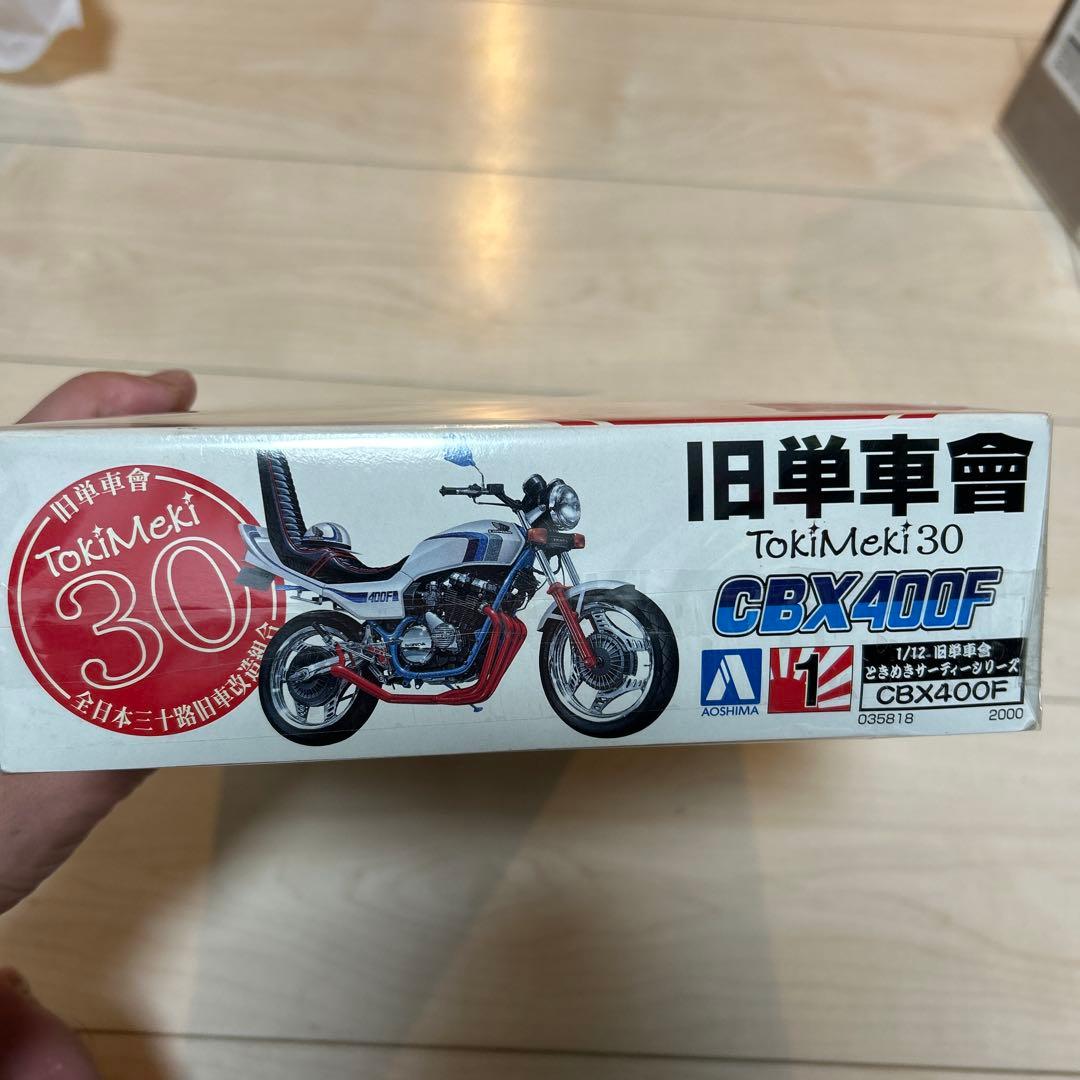 旧単車會
TokiMeki
30
全日本三十路旧車改造組合
400F
旧単車會
TokiMeki 30
CBX400F
AOSHIMA
1
1/12 旧単車會
ときめきサーティーシリーズ
CBX400F
035818 2000